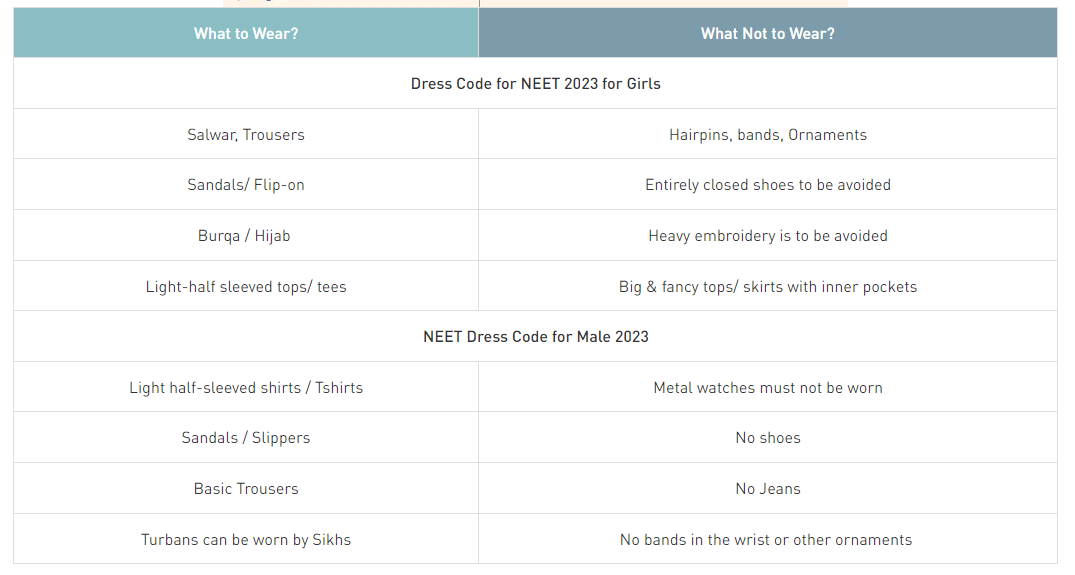 What to Wear? What Not to Wear?
Dress Code for NEET 2023 for Girls
Salwar, Trousers Hairpins, bands, Ornaments
Sandals/ Flip-on Entirely closed shoes to be avoided
Burqa / Hijab Heavy embroidery is to be avoided
Light-half sleeved tops/ tees Big & fancy tops/ skirts with inner pockets
NEET Dress Code for Male 2023
Light half-sleeved shirts / Tshirts Metal watches must not be worn
Sandals / Slippers No shoes
Basic Trousers No Jeans
Turbans can be worn by Sikhs No bands in the wrist or other ornaments